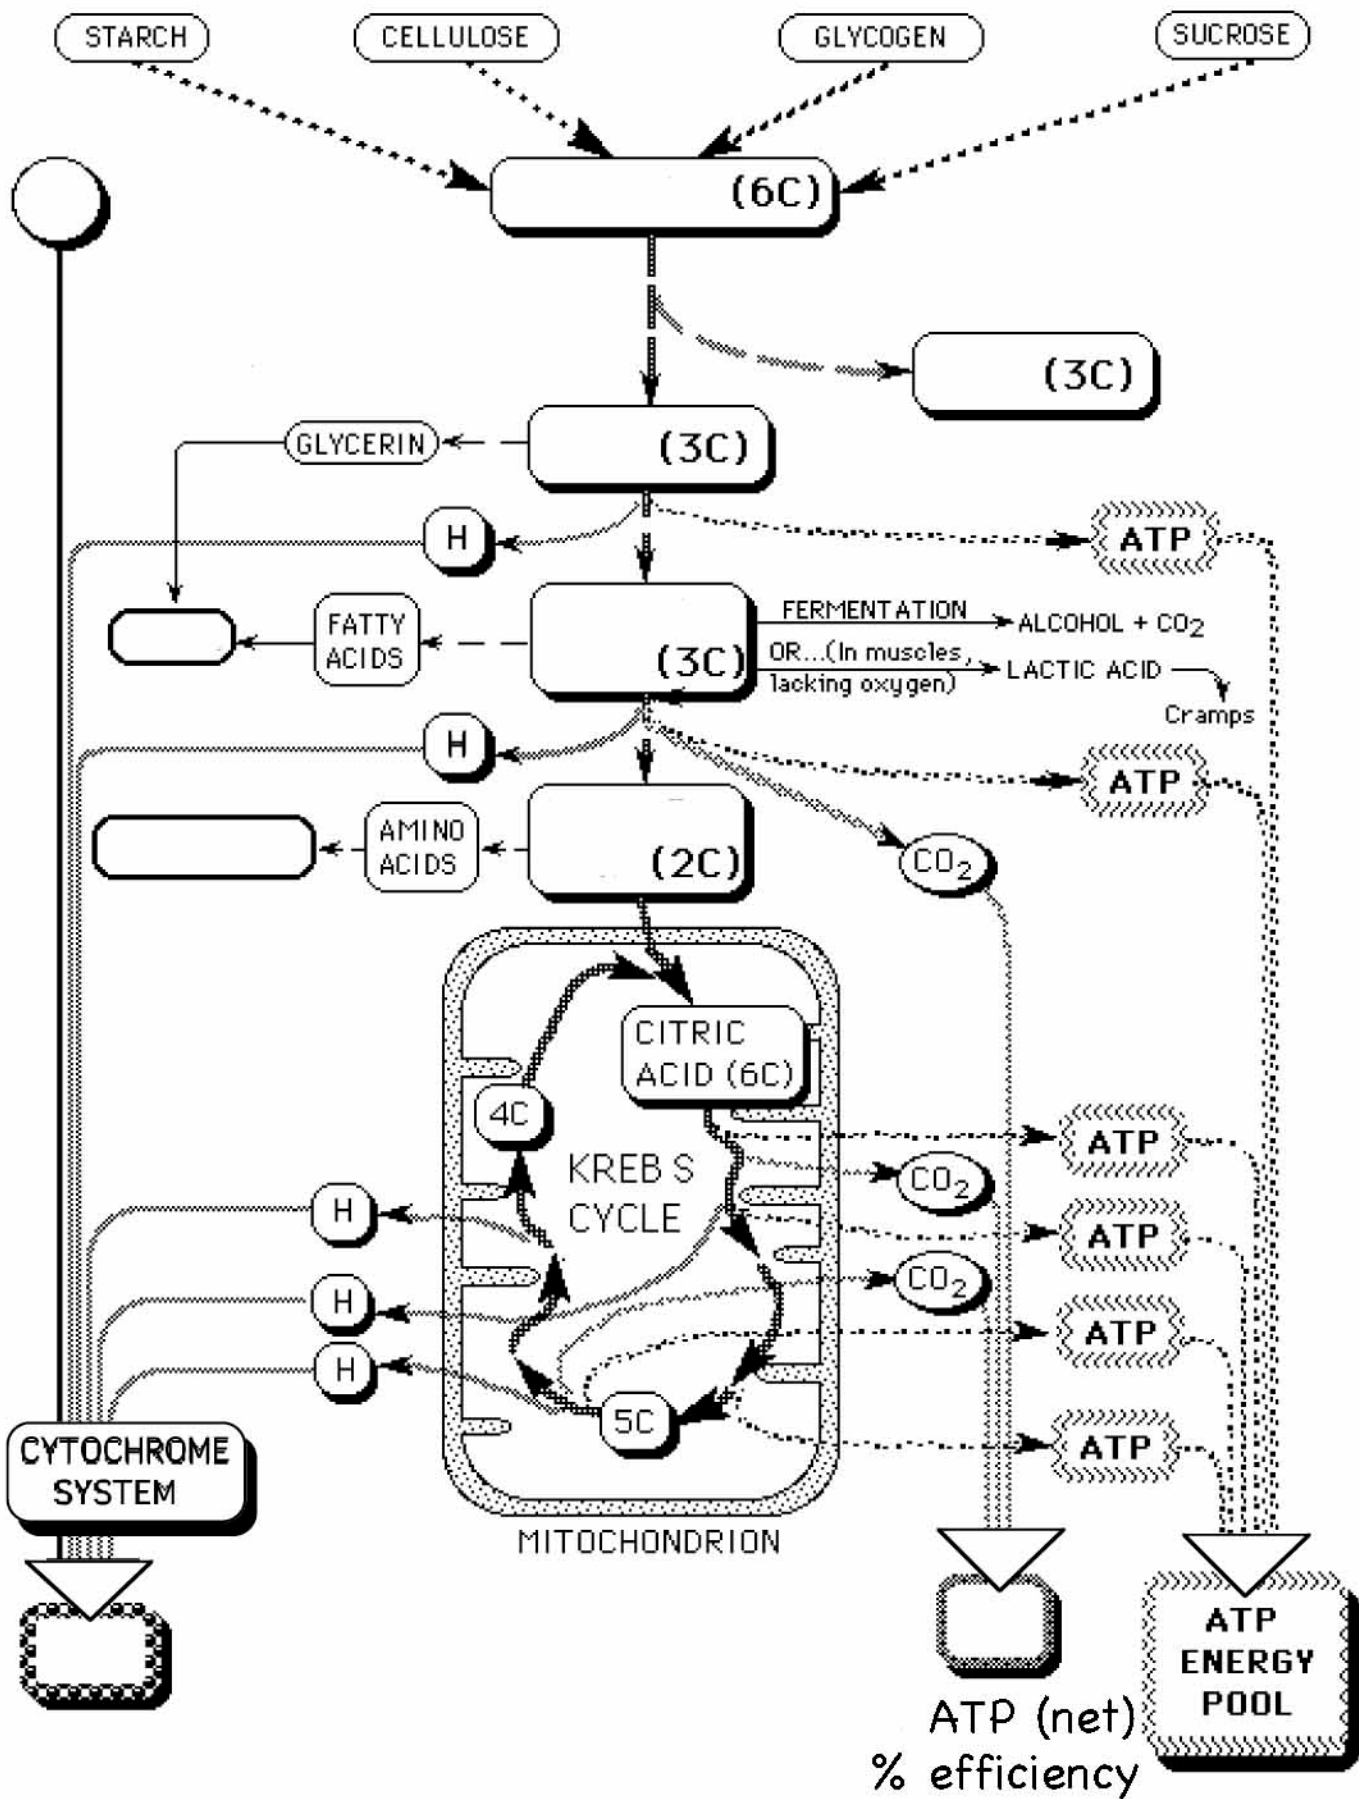 STARCH
CELLULOSE
GLYCOGEN
SUCROSE
(6C)
(3C)
GLYCERIN
(3C)
H
ATP
FATTY
ACIDS
(3C)
FERMENTATION
ALCOHOL + CO2
OR...(In muscles,
lacking oxygen)
LACTIC ACID
Cramps
H
ATP
AMINO
ACIDS
(2C)
CO2
CITRIC
ACID (6C)
4C
KREB S
CYCLE
ATP
CO2
H
ATP
CO2
H
ATP
H
5C
ATP
CYTOCHROME
SYSTEM
MITOCHONDRION
ATP
ENERGY
POOL
ATP (net)
% efficiency